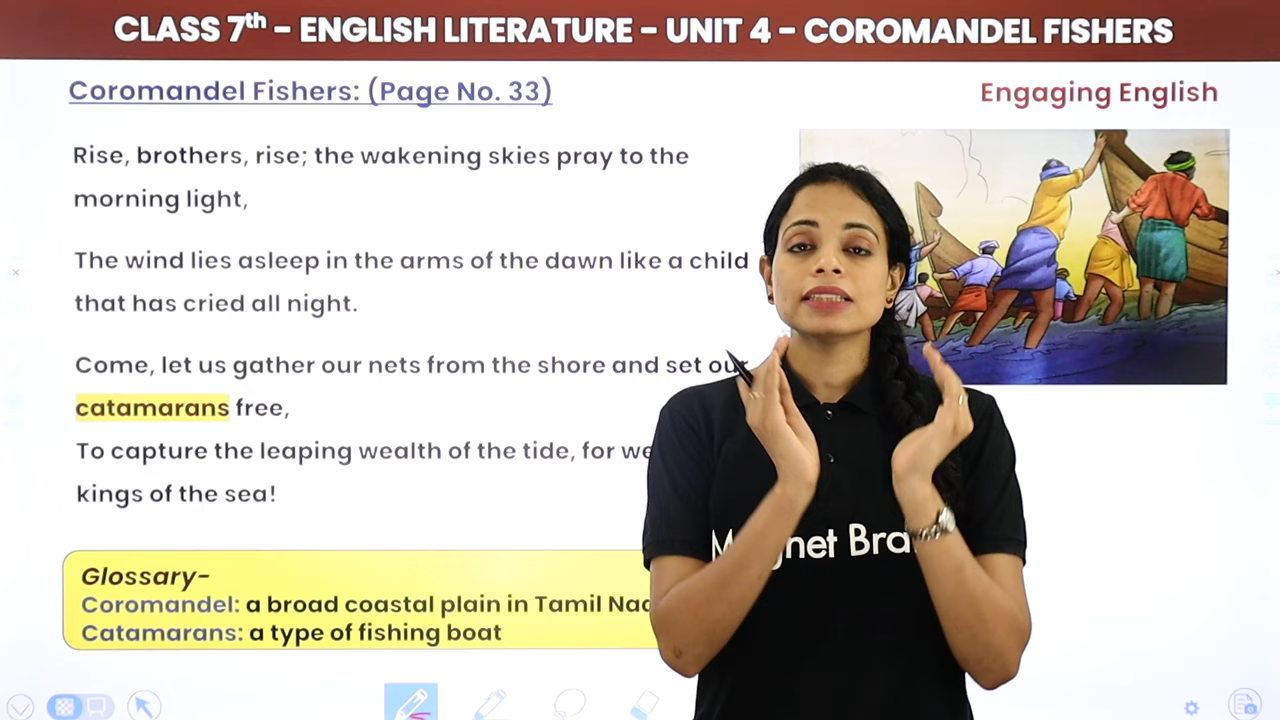 CLASS 7th - ENGLISH LITERATURE - UNIT 4 - COROMANDEL FISHERS
Coromandel Fishers: (Page No. 33)
Engaging English
Rise, brothers, rise; the wakening skies pray to the
morning light,
The wind lies asleep in the arms of the dawn like a child
that has cried all night.
Come, let us gather our nets from the shore and set our
catamarans free,
To capture the leaping wealth of the tide, for we
kings of the sea!
Glossary-
Coromandel: a broad coastal plain in Tamil
Catamarans: a type of fishing boat